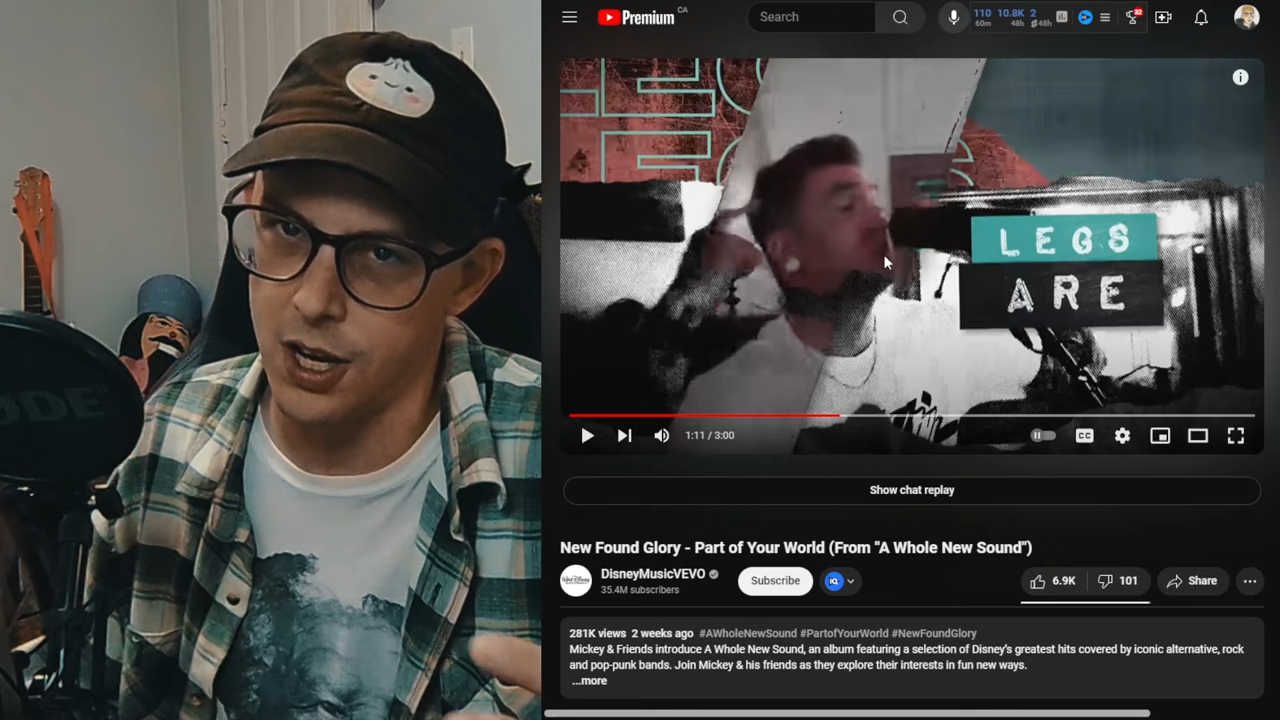 Premium CA
Search
110 10.8K 2
60m 48h 48h
32
LEGS
ARE
1:11 / 3:00
CC
Show chat replay
New Found Glory - Part of Your World (From "A Whole New Sound")
DisneyMusicVEVO
35.4M subscribers
Subscribe
IQ
6.9K
101
Share
281K views 2 weeks ago #AWholeNewSound #PartofYourWorld #NewFoundGlory
Mickey & Friends introduce A Whole New Sound, an album featuring a selection of Disney's greatest hits covered by iconic alternative, rock
and pop-punk bands. Join Mickey & his friends as they explore their interests in fun new ways.
...more